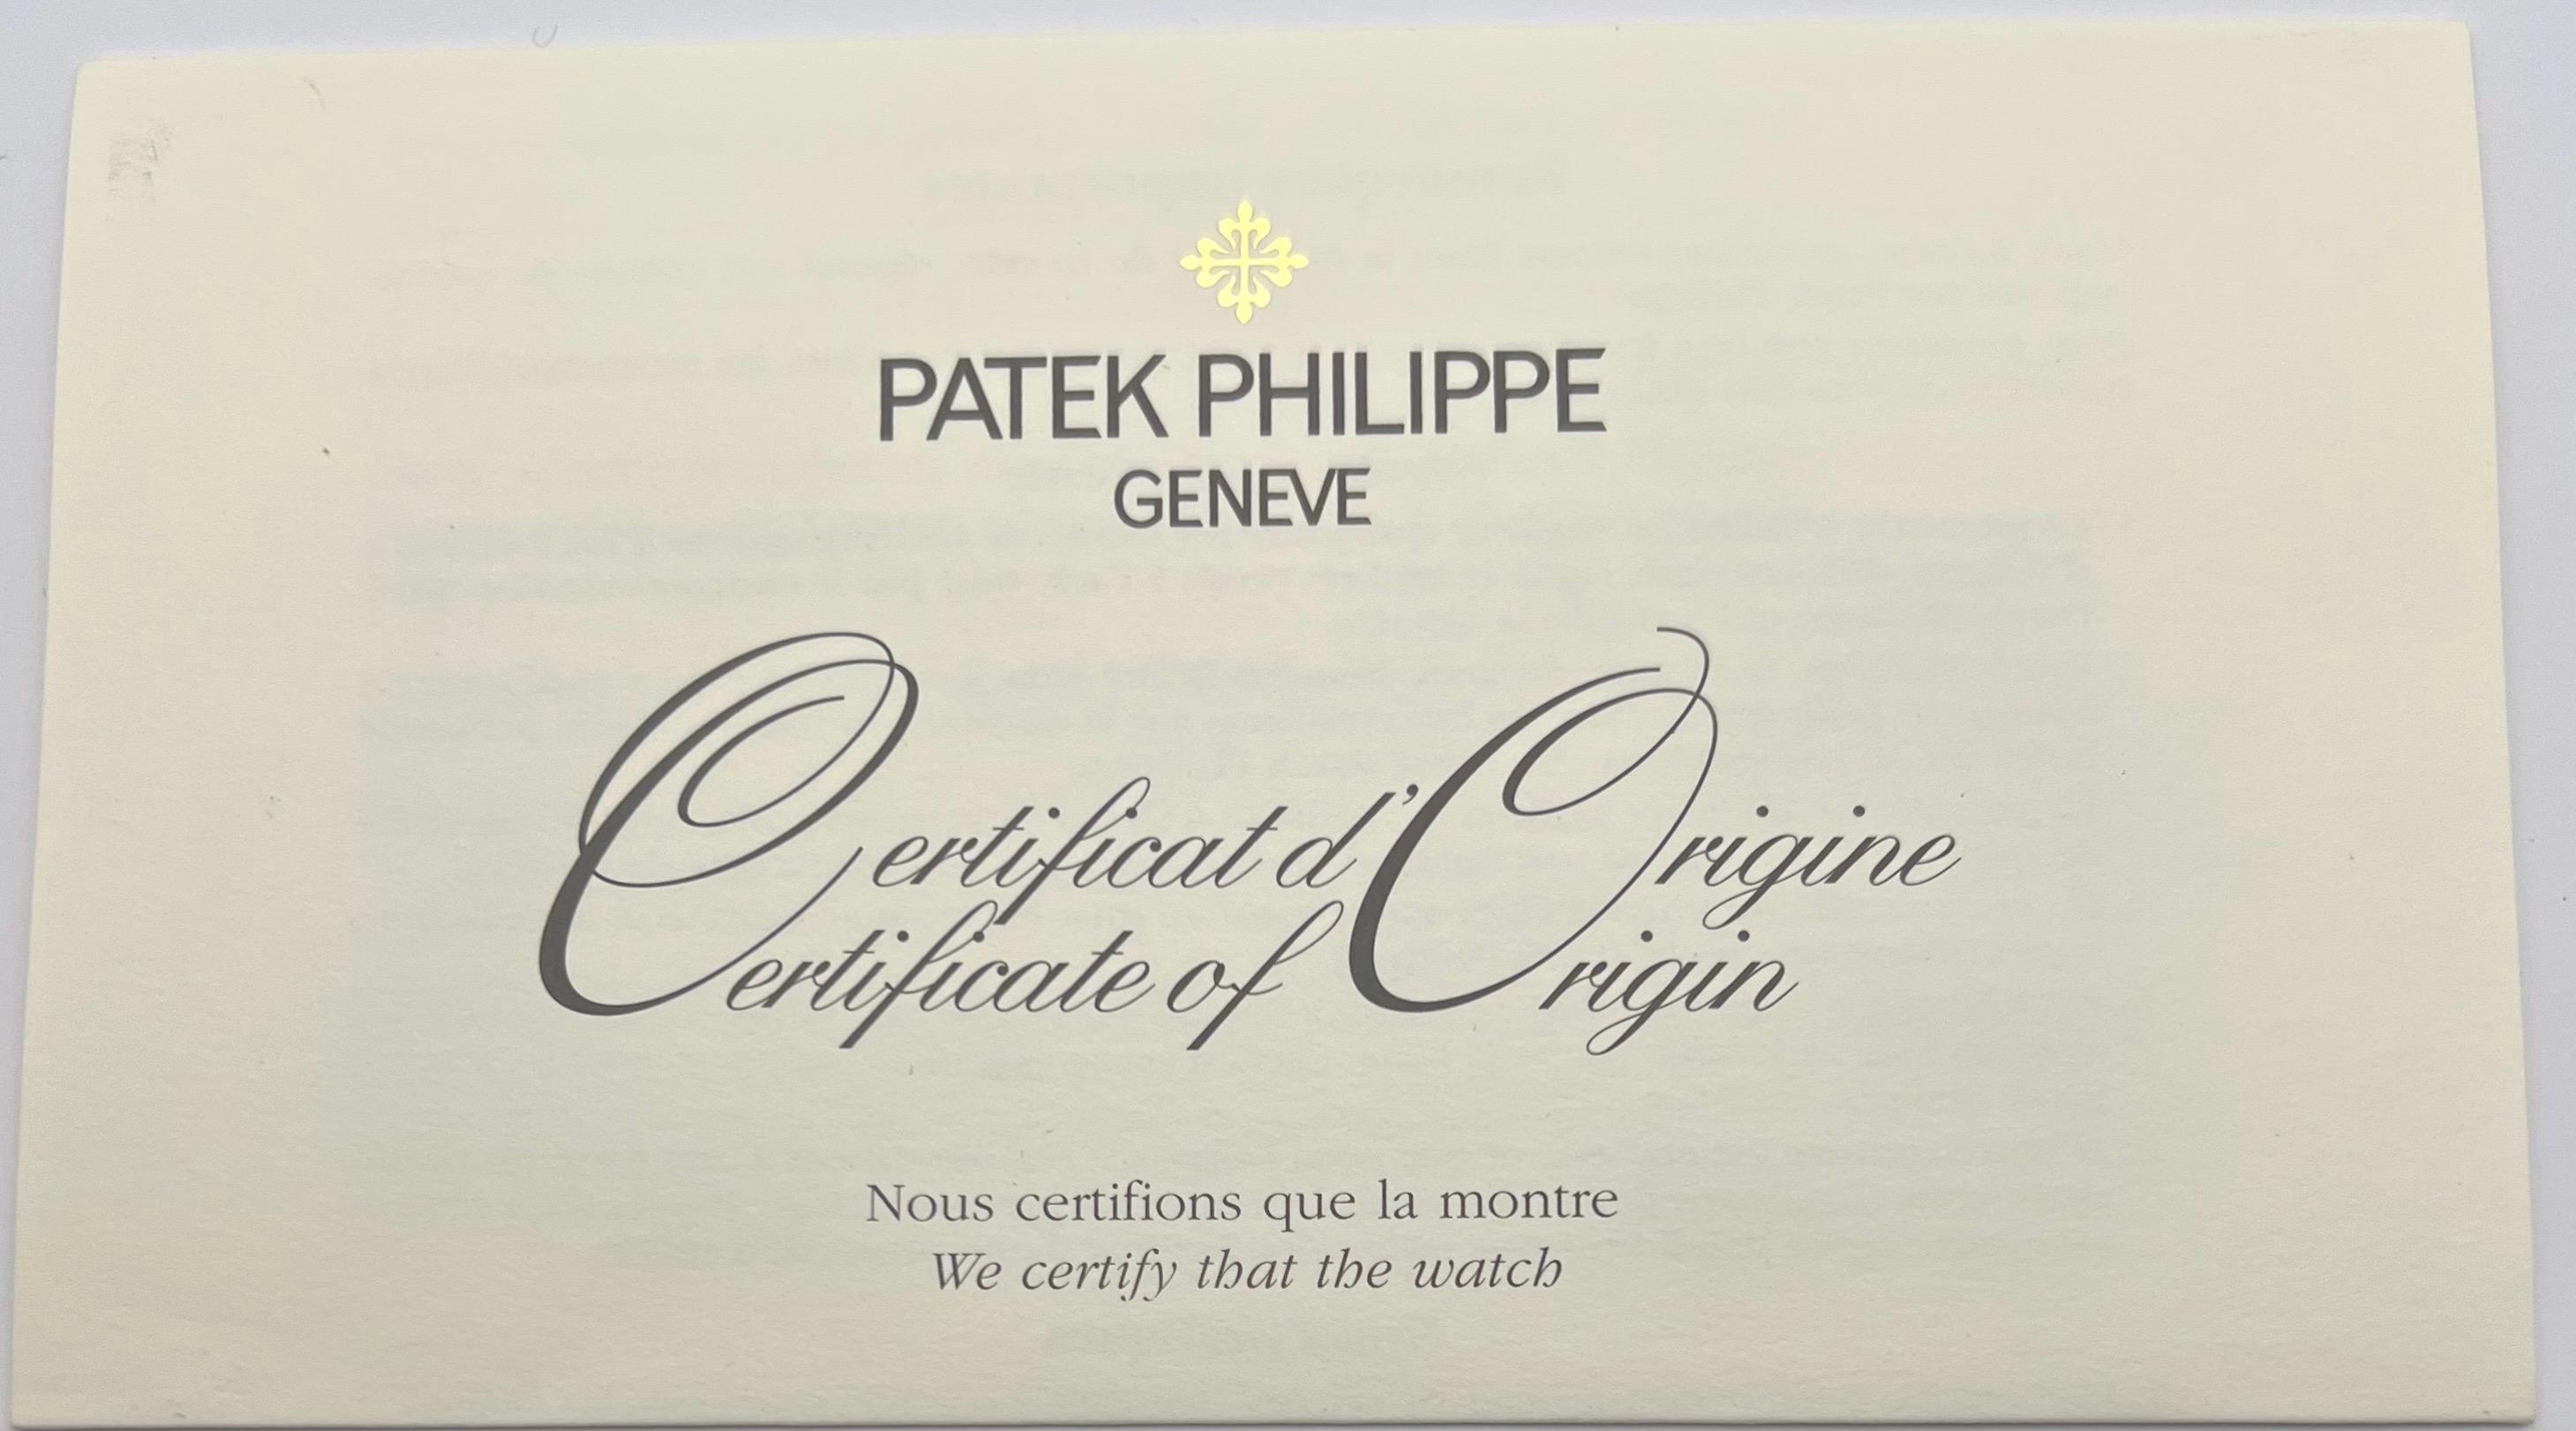 PATEK PHILIPPE
GENEVE
Certificat d'Origine
Certificate of Origin
Nous certifions que la montre
We certify that the watch